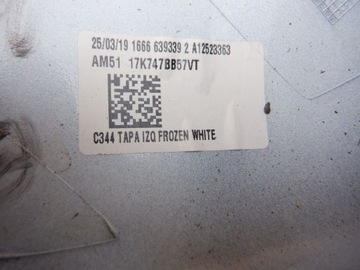 25/03/19 1666 639339 2 A12523363
AM51 17K747BB57VT
C344 TAPA IZQ FROZEN WHITE